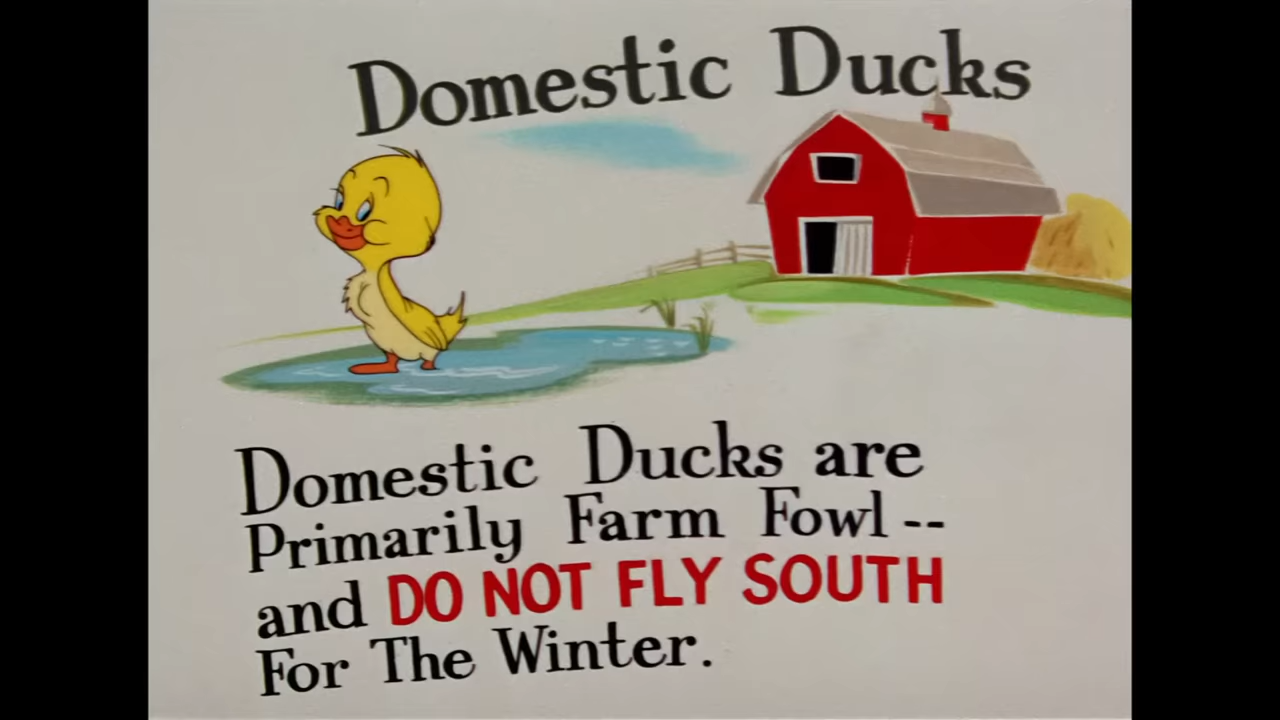 Domestic Ducks
Domestic Ducks are
Primarily Farm Fowl --
and DO NOT FLY SOUTH
For The Winter.